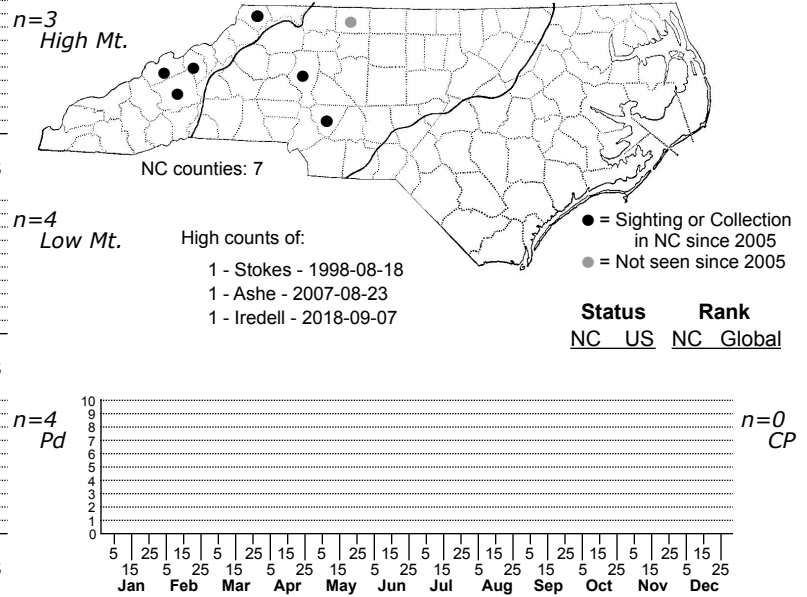 n=3
High Mt.
NC counties: 7
n=4
Low Mt.
High counts of:
1 - Stokes - 1998-08-18
1 - Ashe - 2007-08-23
1 - Iredell - 2018-09-07
= Sighting or Collection
in NC since 2005
= Not seen since 2005
Status Rank
NC US NC Global
n=4
Pd
10
9
8
7
6
5
4
3
2
1
0
n=0
CP
5 25 15 5 25 15 5 25 15 5 25 15 5 25 15 5 25 15
15 5 25 15 5 25 15 5 25 15 5 25 15 5 25 15 5 25
Jan Feb Mar Apr May Jun Jul Aug Sep Oct Nov Dec